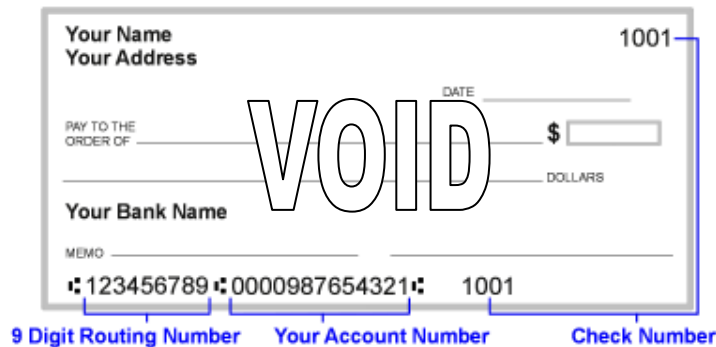 Your Name 1001
Your Address
DATE
VOID
PAY TO THE
ORDER OF $
DOLLARS
Your Bank Name
MEMO
⑆123456789⑆0000987654321⑆ 1001
9 Digit Routing Number Your Account Number Check Number